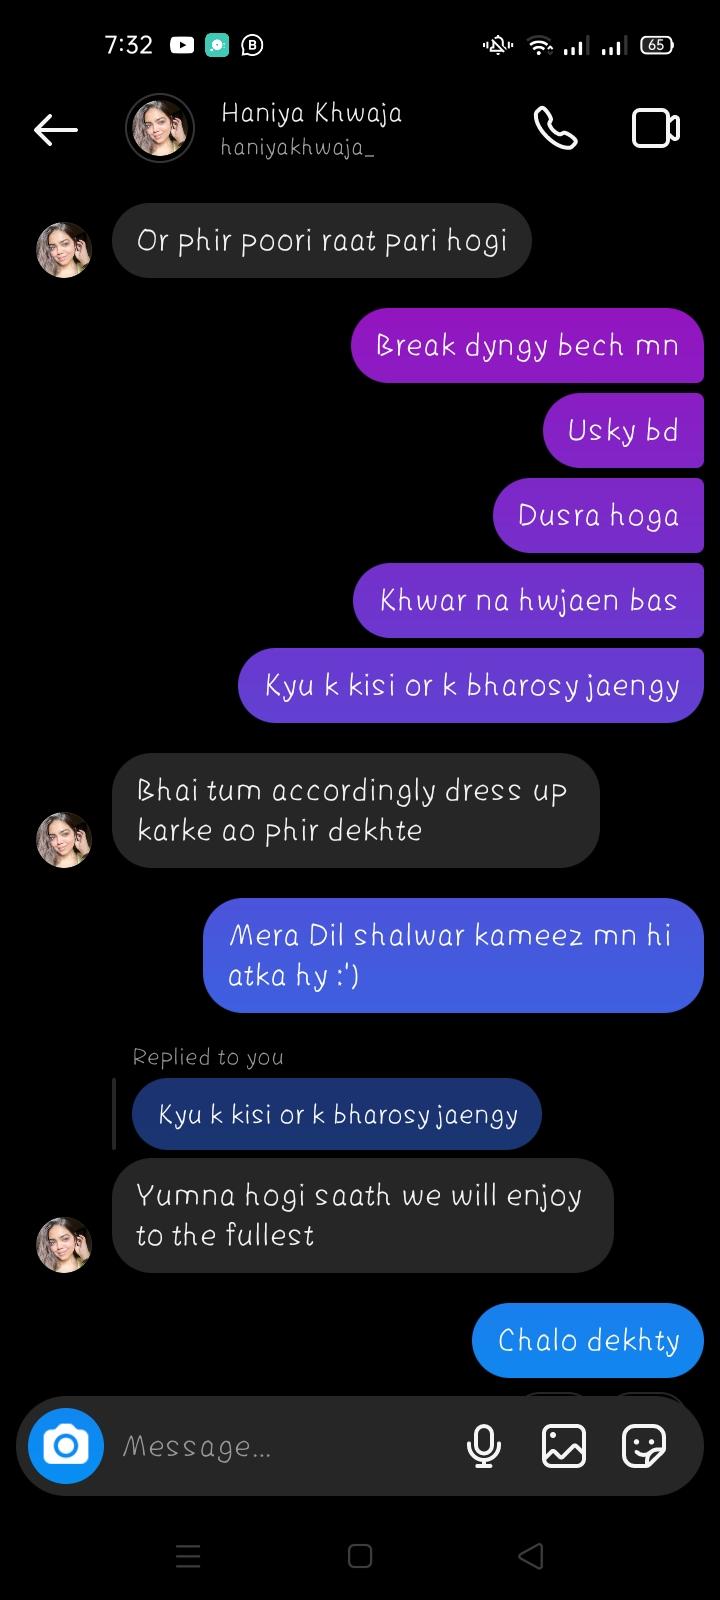 7:32
65
Haniya Khwaja
haniyakhwaja_
Or phir poori raat pari hogi
Break dyngy bech mn
Usky bd
Dusra hoga
Khwar na hwjaen bas
Kyu k kisi or k bharosy jaengy
Bhai tum accordingly dress up
karke ao phir dekhte
Mera Dil shalwar kameez mn hi
atka hy :')
Replied to you
Kyu k kisi or k bharosy jaengy
Yumna hogi saath we will enjoy
to the fullest
Chalo dekhty
Message...